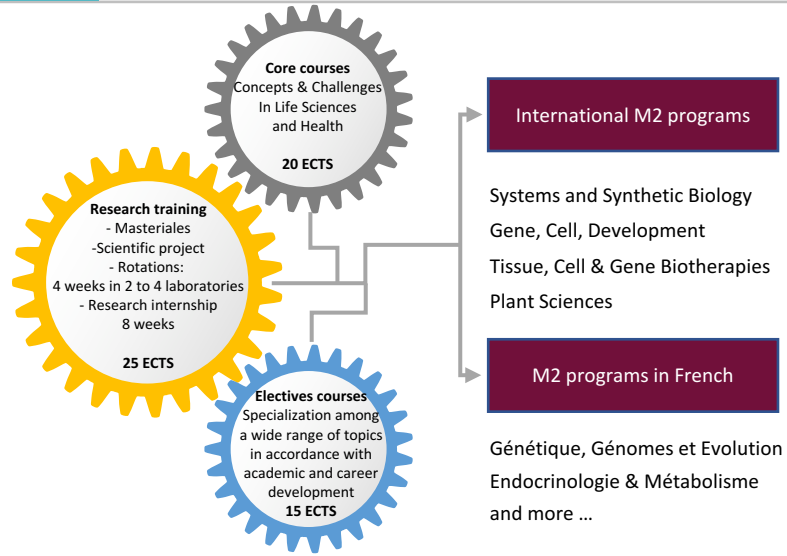 Core courses
Concepts & Challenges
In Life Sciences
and Health
20 ECTS
Research training
- Masteriales
-Scientific project
- Rotations:
4 weeks in 2 to 4 laboratories
- Research internship
8 weeks
25 ECTS
Electives courses
Specialization among
a wide range of topics
in accordance with
academic and career
development
15 ECTS
International M2 programs
Systems and Synthetic Biology
Gene, Cell, Development
Tissue, Cell & Gene Biotherapies
Plant Sciences
M2 programs in French
Génétique, Génomes et Evolution
Endocrinologie & Métabolisme
and more ...